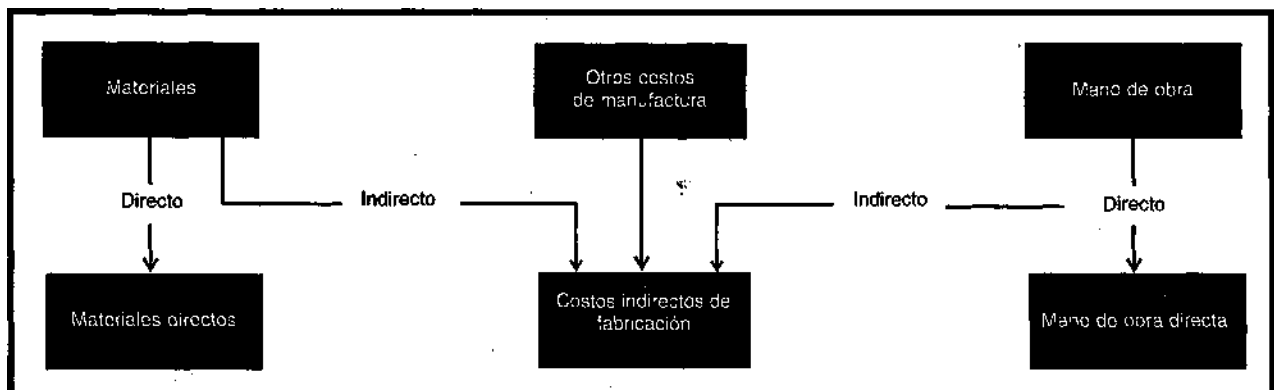 Materiales
Otros costos
de manufactura
Mano de obra
Directo
Indirecto
Indirecto
Directo
Materiales directos
Costos indirectos de
fabricación
Mano de obra directa